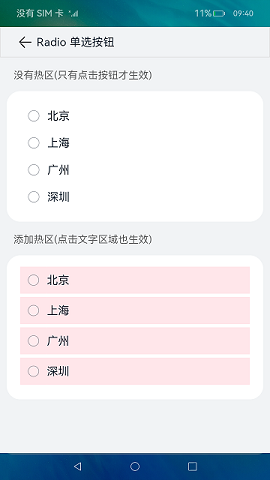 没有 SIM 卡 11% 09:40
Radio 单选按钮
没有热区(只有点击按钮才生效)
北京
上海
广州
深圳
添加热区(点击文字区域也生效)
北京
上海
广州
深圳